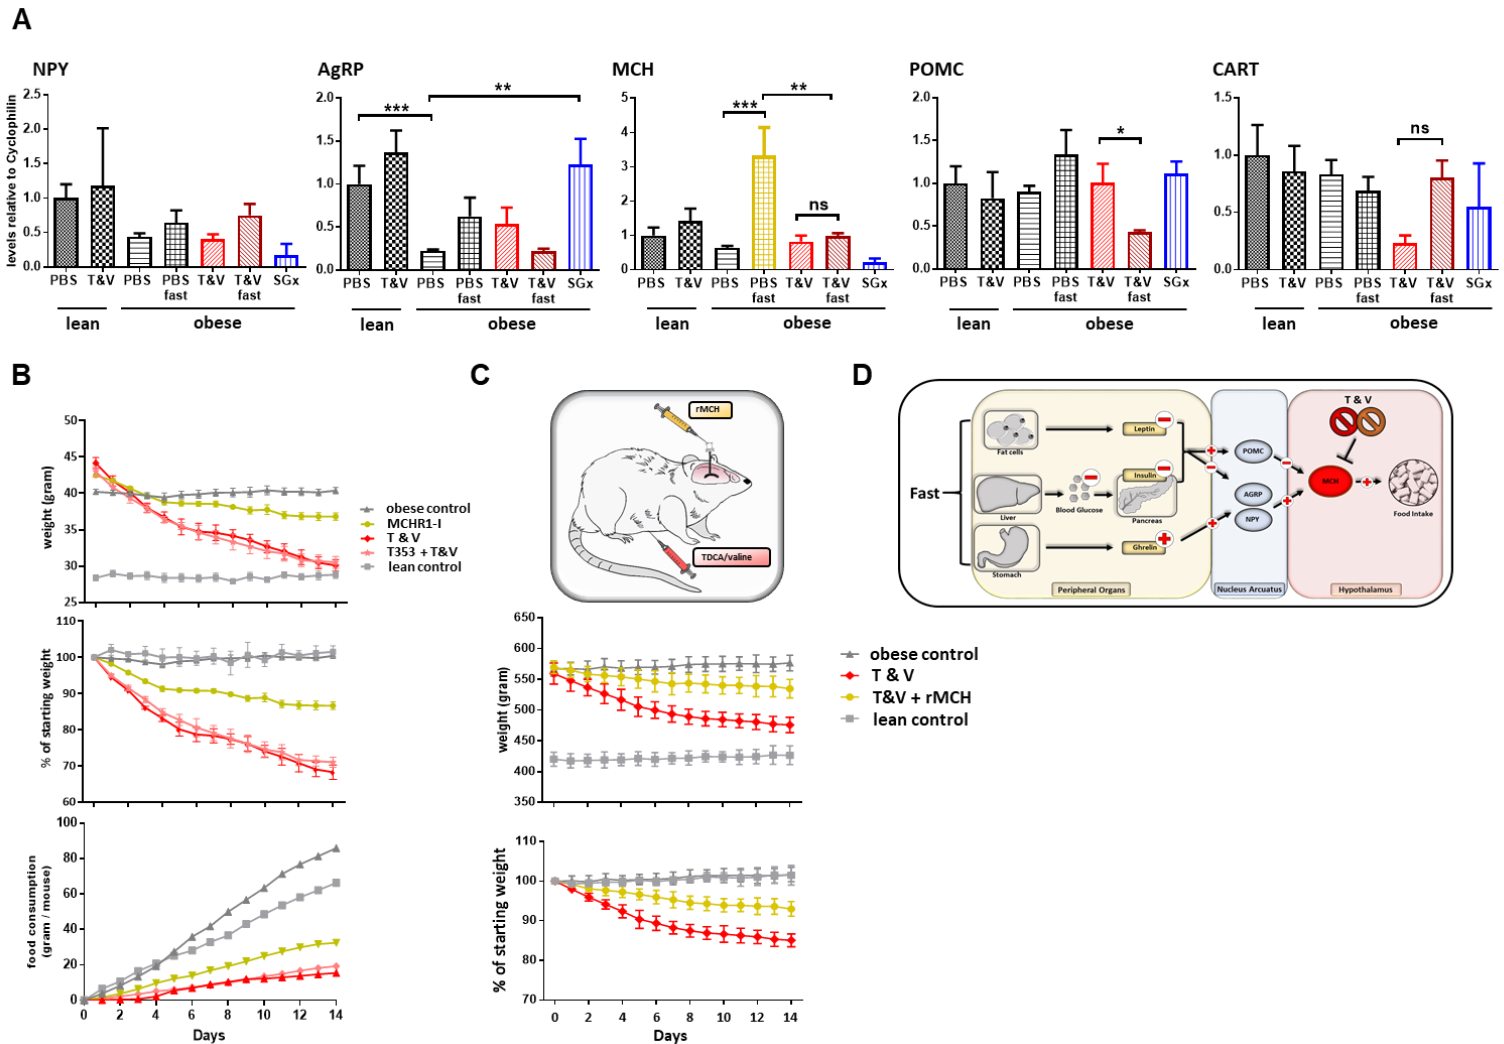 A
NPY
AgRP
MCH
POMC
CART
levels relative to Cyclophilin
2.5
2.0
1.5
1.0
0.5
0.0
PBS T&V PBS PBS fast T&V T&V fast SGx
lean obese
2.0
1.5
1.0
0.5
0.0
*** **
PBS T&V PBS PBS fast T&V T&V fast SGx
lean obese
5
4
3
2
1
0
*** ** ns
PBS T&V PBS PBS fast T&V T&V fast SGx
lean obese
2.0
1.5
1.0
0.5
0.0
*
PBS T&V PBS PBS fast T&V T&V fast SGx
lean obese
1.5
1.0
0.5
0.0
ns
PBS T&V PBS PBS fast T&V T&V fast SGx
lean obese
B
weight (gram)
50
45
40
35
30
25
obese control
MCHR1-I
T & V
T353 + T&V
lean control
% of starting weight
110
100
90
80
70
60
food consumption
(gram / mouse)
100
80
60
40
20
0
0 2 4 6 8 10 12 14
Days
C
rMCH
TDCA/valine
weight (gram)
650
600
550
500
450
400
350
obese control
T & V
T&V + rMCH
lean control
% of starting weight
110
100
90
80
70
0 2 4 6 8 10 12 14
Days
D
Fast
Fat cells
Leptin
Liver
Blood Glucose
Insulin
Pancreas
Stomach
Ghrelin
Peripheral Organs
POMC
AGRP
NPY
Nucleus Arcuatus
T & V
MCH
Food Intake
Hypothalamus